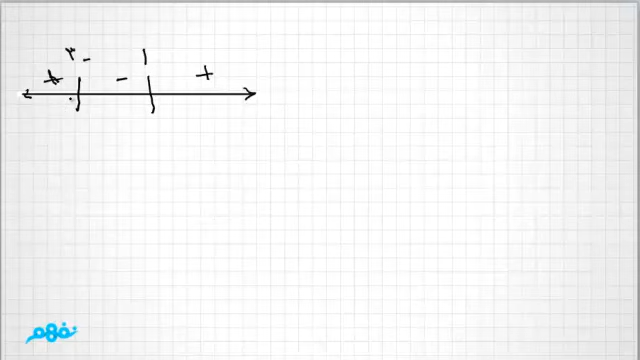 ٣- ١
+ - +
نفهم